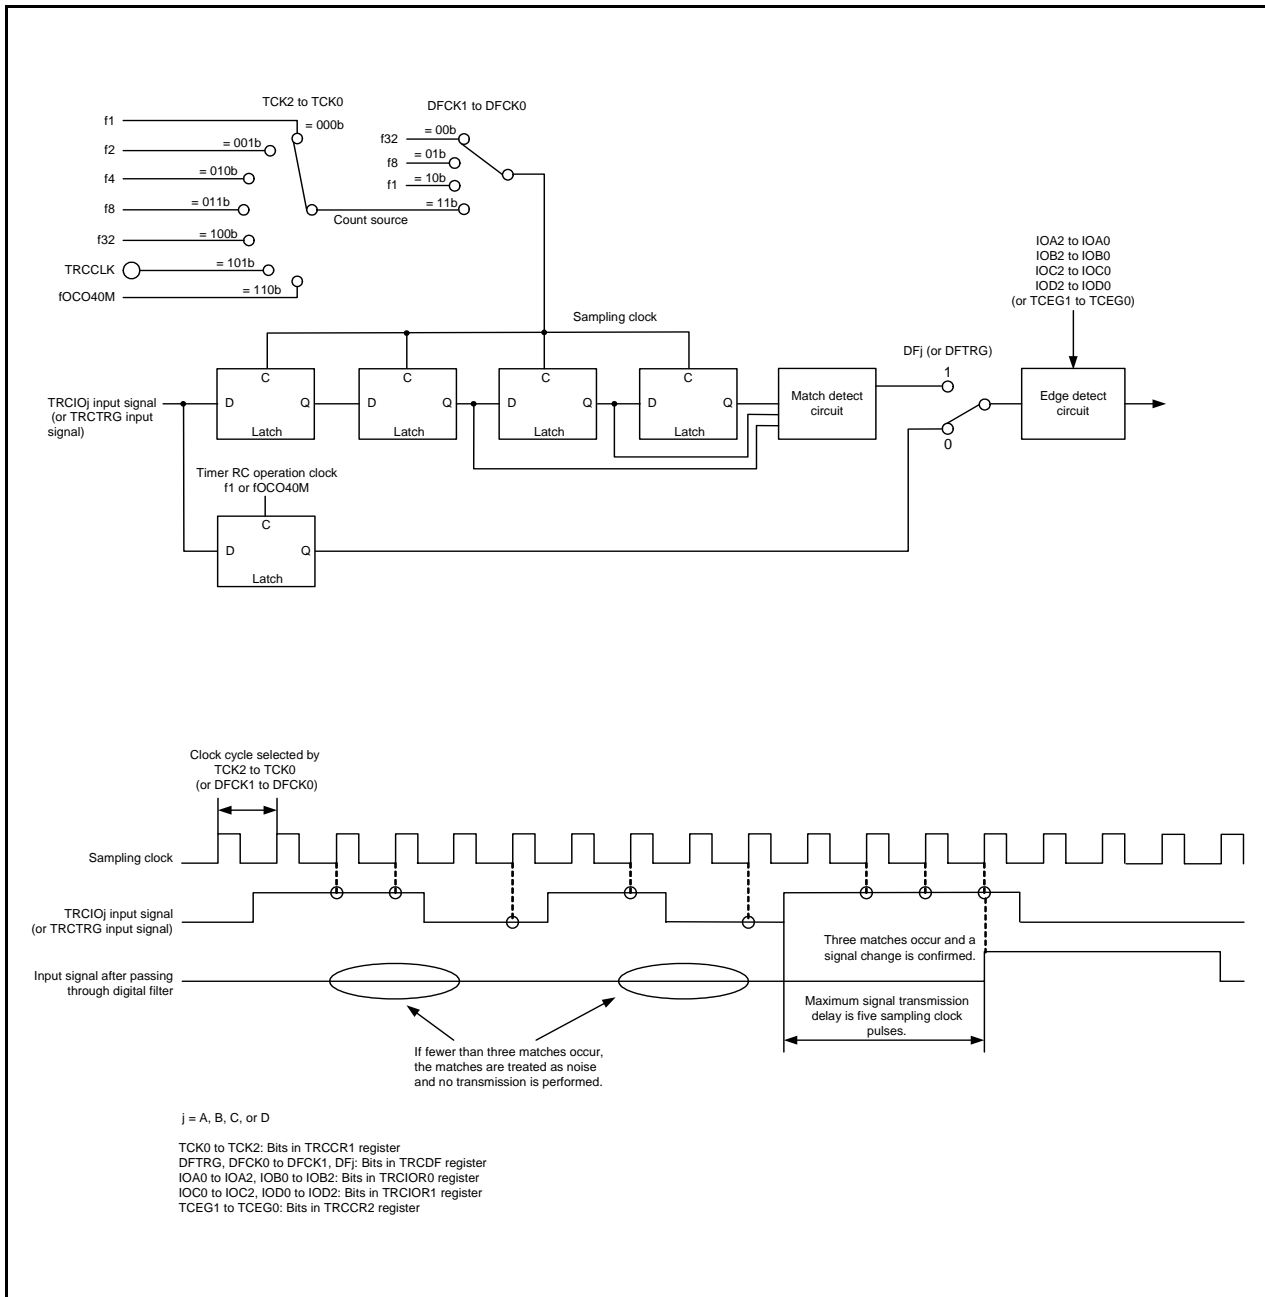 TCK2 to TCK0
DFCK1 to DFCK0
f1
= 000b
f2
= 001b
f4
= 010b
f8
= 011b
f32
= 100b
TRCCLK
= 101b
fOCO40M
= 110b
Count source
f32
= 00b
f8
= 01b
f1
= 10b
= 11b
IOA2 to IOA0
IOB2 to IOB0
IOC2 to IOC0
IOD2 to IOD0
(or TCEG1 to TCEG0)
Sampling clock
DFj (or DFTRG)
1
0
TRCIOj input signal
(or TRCTRG input
signal)
C
D
Q
Latch
C
D
Q
Latch
C
D
Q
Latch
C
D
Q
Latch
Match detect
circuit
Edge detect
circuit
Timer RC operation clock
f1 or fOCO40M
C
D
Q
Latch
Clock cycle selected by
TCK2 to TCK0
(or DFCK1 to DFCK0)
Sampling clock
TRCIOj input signal
(or TRCTRG input signal)
Three matches occur and a
signal change is confirmed.
Input signal after passing
through digital filter
Maximum signal transmission
delay is five sampling clock
pulses.
If fewer than three matches occur,
the matches are treated as noise
and no transmission is performed.
j = A, B, C, or D
TCK0 to TCK2: Bits in TRCCR1 register
DFTRG, DFCK0 to DFCK1, DFj: Bits in TRCDF register
IOA0 to IOA2, IOB0 to IOB2: Bits in TRCIOR0 register
IOC0 to IOC2, IOD0 to IOD2: Bits in TRCIOR1 register
TCEG1 to TCEG0: Bits in TRCCR2 register